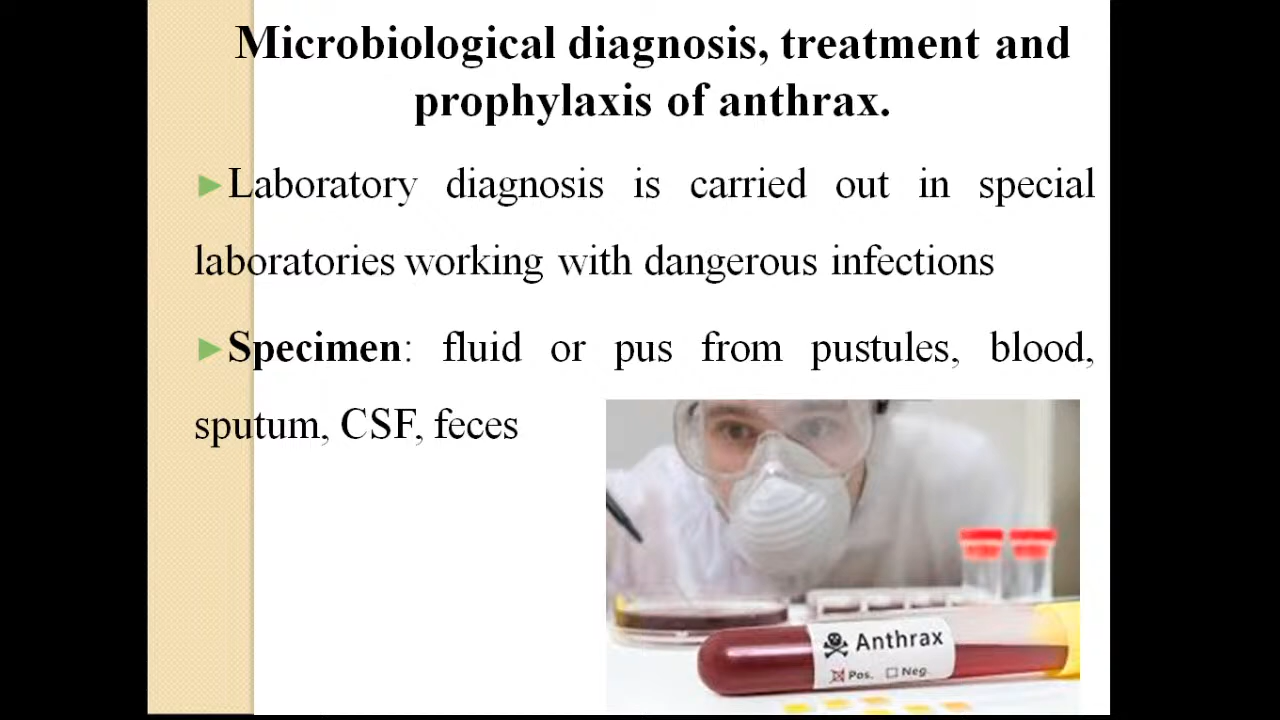 Microbiological diagnosis, treatment and
prophylaxis of anthrax.
►Laboratory diagnosis is carried out in special
laboratories working with dangerous infections
►Specimen: fluid or pus from pustules, blood,
sputum, CSF, feces
Anthrax
Pos. Neg.